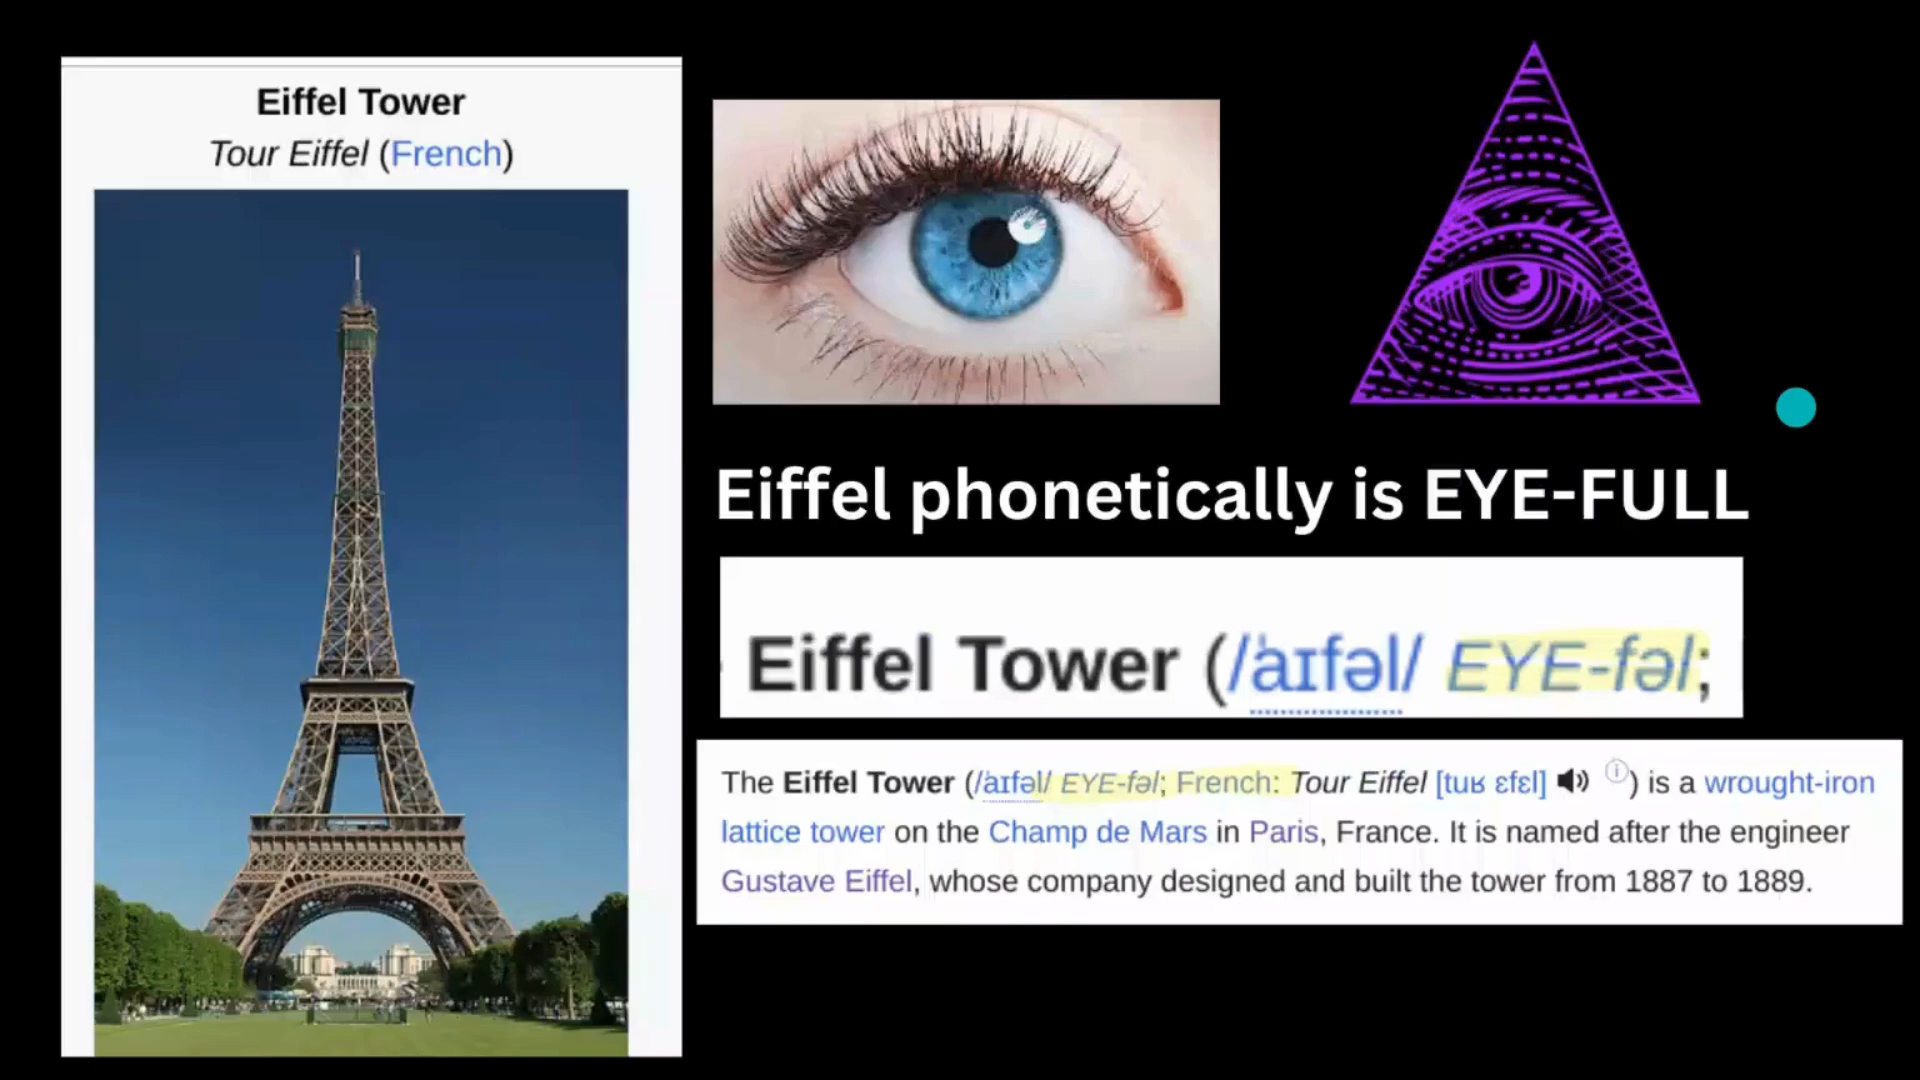 Eiffel Tower
Tour Eiffel (French)
Eiffel phonetically is EYE-FULL
Eiffel Tower (/ˈaɪfəl/ EYE-fəl;
The Eiffel Tower (/ˈaɪfəl/ EYE-fəl; French: Tour Eiffel [tuʁ ɛfɛl] ) is a wrought-iron
lattice tower on the Champ de Mars in Paris, France. It is named after the engineer
Gustave Eiffel, whose company designed and built the tower from 1887 to 1889.